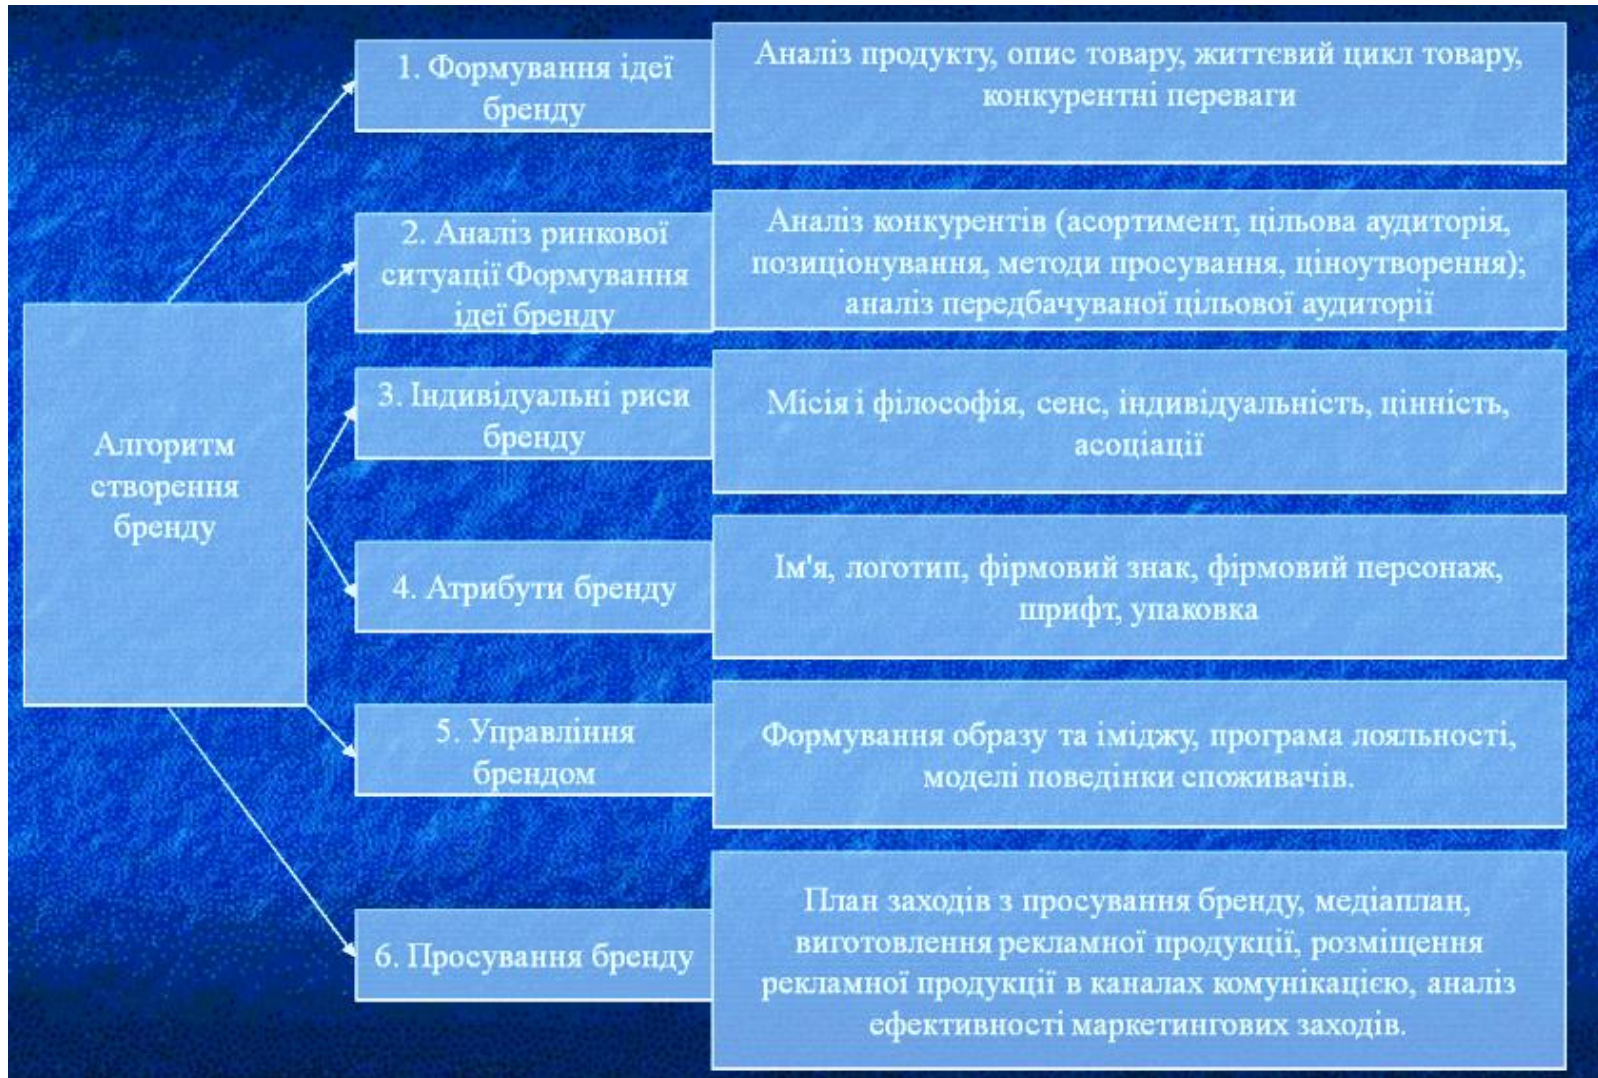 Алгоритм
створення
бренду
1. Формування ідеї
бренду
Аналіз продукту, опис товару, життєвий цикл товару,
конкурентні переваги
2. Аналіз ринкової
ситуації Формування
ідеї бренду
Аналіз конкурентів (асортимент, цільова аудиторія,
позиціонування, методи просування, ціноутворення);
аналіз передбачуваної цільової аудиторії
3. Індивідуальні риси
бренду
Місія і філософія, сенс, індивідуальність, цінність,
асоціації
4. Атрибути бренду
Ім'я, логотип, фірмовий знак, фірмовий персонаж,
шрифт, упаковка
5. Управління
брендом
Формування образу та іміджу, програма лояльності,
моделі поведінки споживачів.
6. Просування бренду
План заходів з просування бренду, медіаплан,
виготовлення рекламної продукції, розміщення
рекламної продукції в каналах комунікацією, аналіз
ефективності маркетингових заходів.